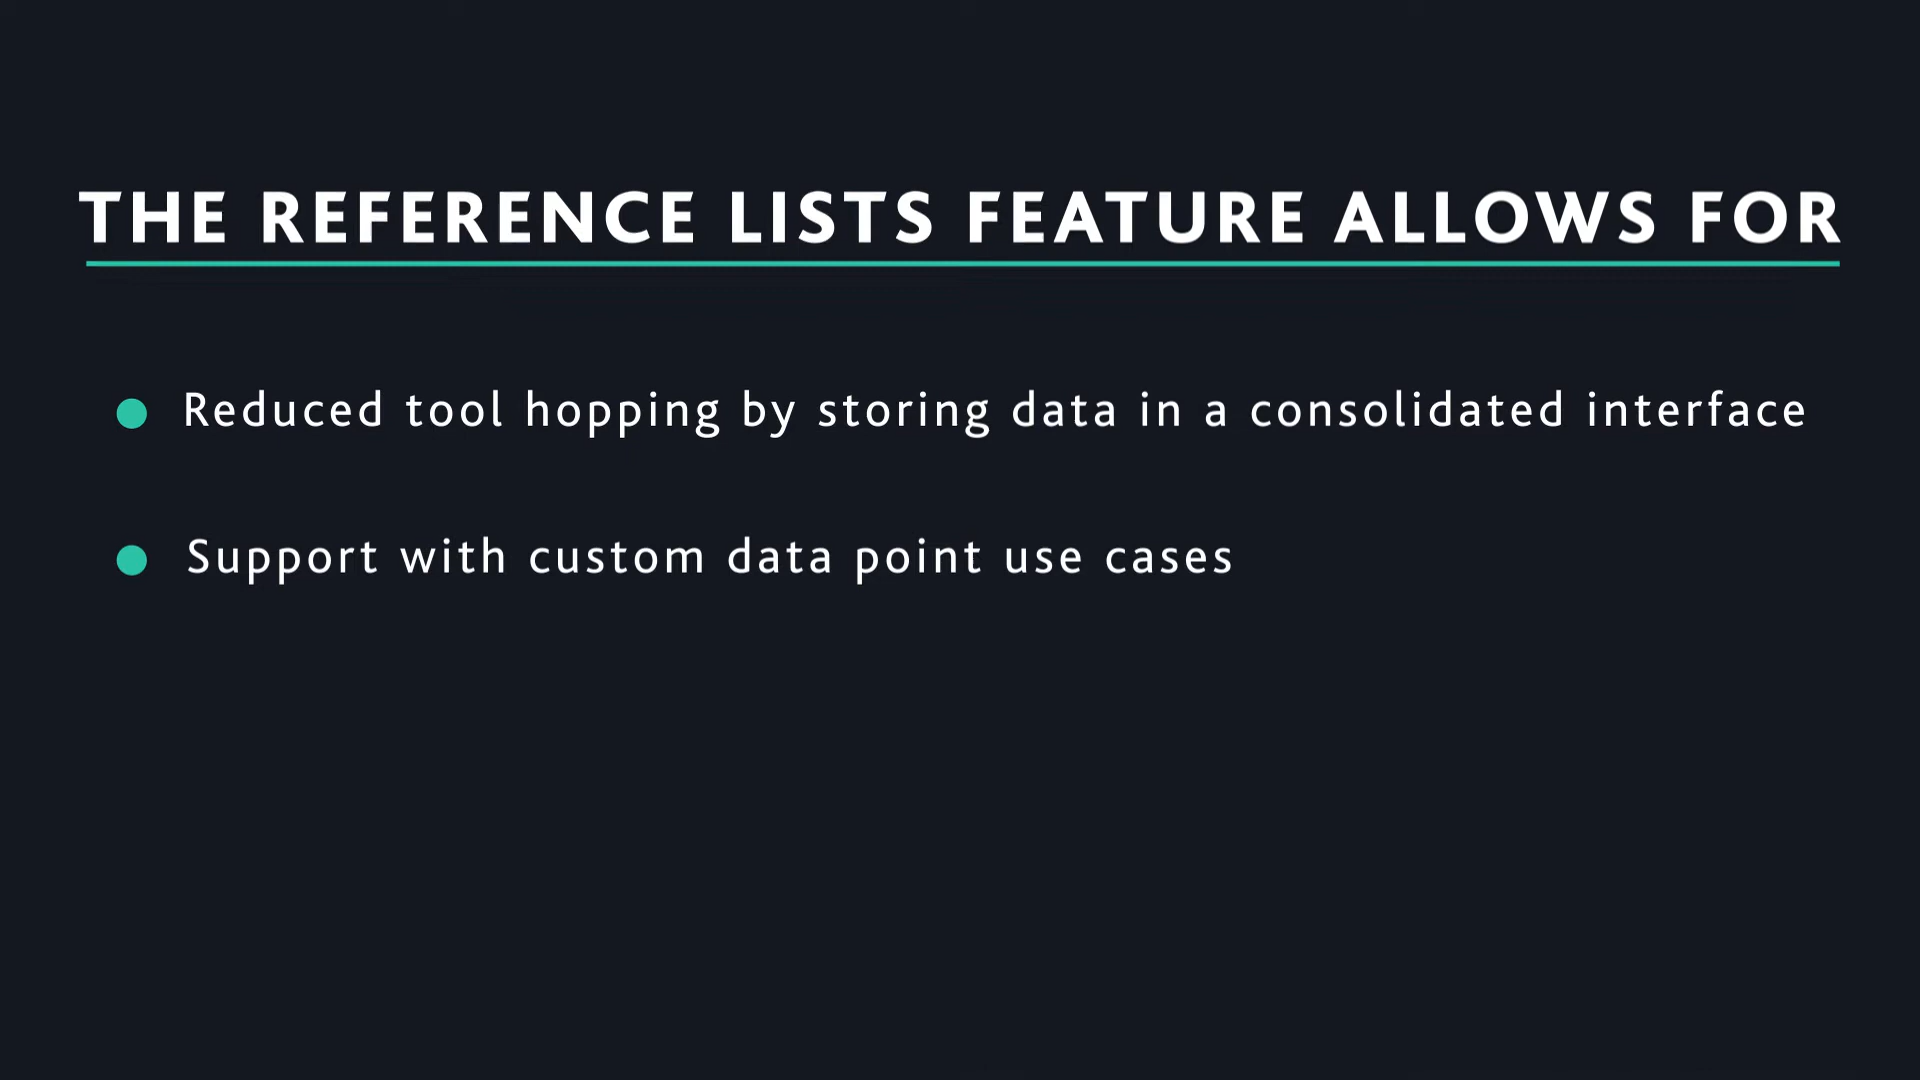 THE REFERENCE LISTS FEATURE ALLOWS FOR
Reduced tool hopping by storing data in a consolidated interface
Support with custom data point use cases